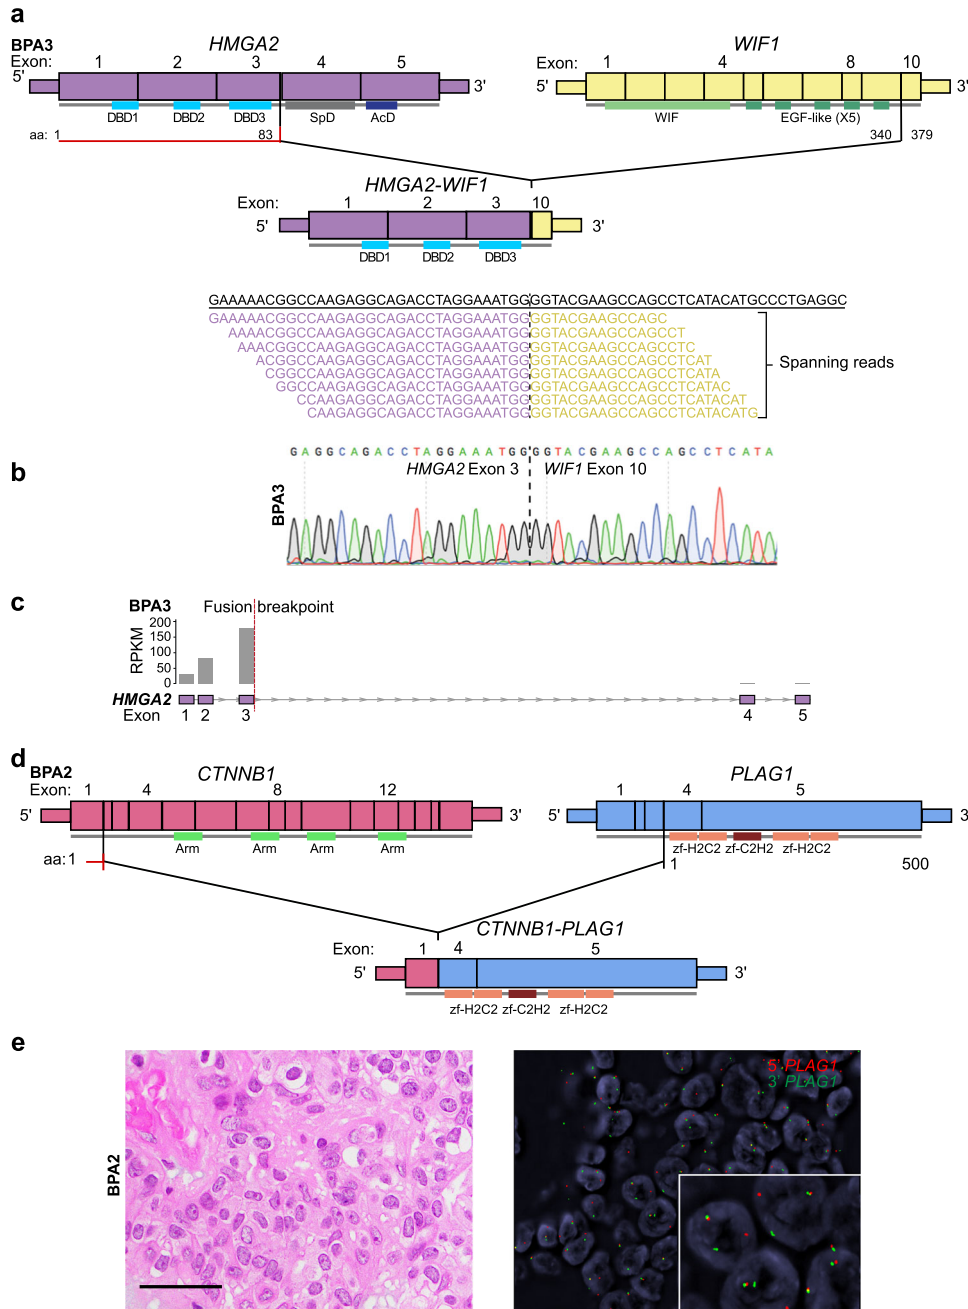 a
BPA3
HMGA2
WIF1
Exon: 1 2 3 4 5
Exon: 1 4 8 10
5' 3' 5' 3'
DBD1 DBD2 DBD3 SpD AcD
WIF EGF-like (X5)
aa: 1 83
340 379
HMGA2-WIF1
Exon: 1 2 3 10
5' 3'
DBD1 DBD2 DBD3
GAAAAACGGCCAAGAGGCAGACCTAGGAAATGGGGTACGAAGCCAGCCTCATACATGCCCTGAGGC
GAAAAACGGCCAAGAGGCAGACCTAGGAAATGGGGTACGAAGCCAGC
AAAACGGCCAAGAGGCAGACCTAGGAAATGGGGTACGAAGCCAGCCT
AAACGGCCAAGAGGCAGACCTAGGAAATGGGGTACGAAGCCAGCCTC
ACGGCCAAGAGGCAGACCTAGGAAATGGGGTACGAAGCCAGCCTCAT
CGGCCAAGAGGCAGACCTAGGAAATGGGGTACGAAGCCAGCCTCATA
GGCCAAGAGGCAGACCTAGGAAATGGGGTACGAAGCCAGCCTCATAC
CCAAGAGGCAGACCTAGGAAATGGGGTACGAAGCCAGCCTCATACAT
CAAGAGGCAGACCTAGGAAATGGGGTACGAAGCCAGCCTCATACATG
Spanning reads
b
BPA3
G A G G C A G A C C T A G G A A A T G G G G T A C G A A G C C A G C C T C A T A
HMGA2 Exon 3 WIF1 Exon 10
c
BPA3 Fusion breakpoint
RPKM
200
150
100
50
0
HMGA2
Exon 1 2 3 4 5
d
BPA2
CTNNB1
PLAG1
Exon: 1 4 8 12
1 4 5
5' 3' 5' 3'
Arm Arm Arm Arm
zf-H2C2 zf-C2H2 zf-H2C2
aa: 1
1 500
CTNNB1-PLAG1
Exon: 1 4 5
5' 3'
zf-H2C2 zf-C2H2 zf-H2C2
e
BPA2
5' PLAG1
3' PLAG1